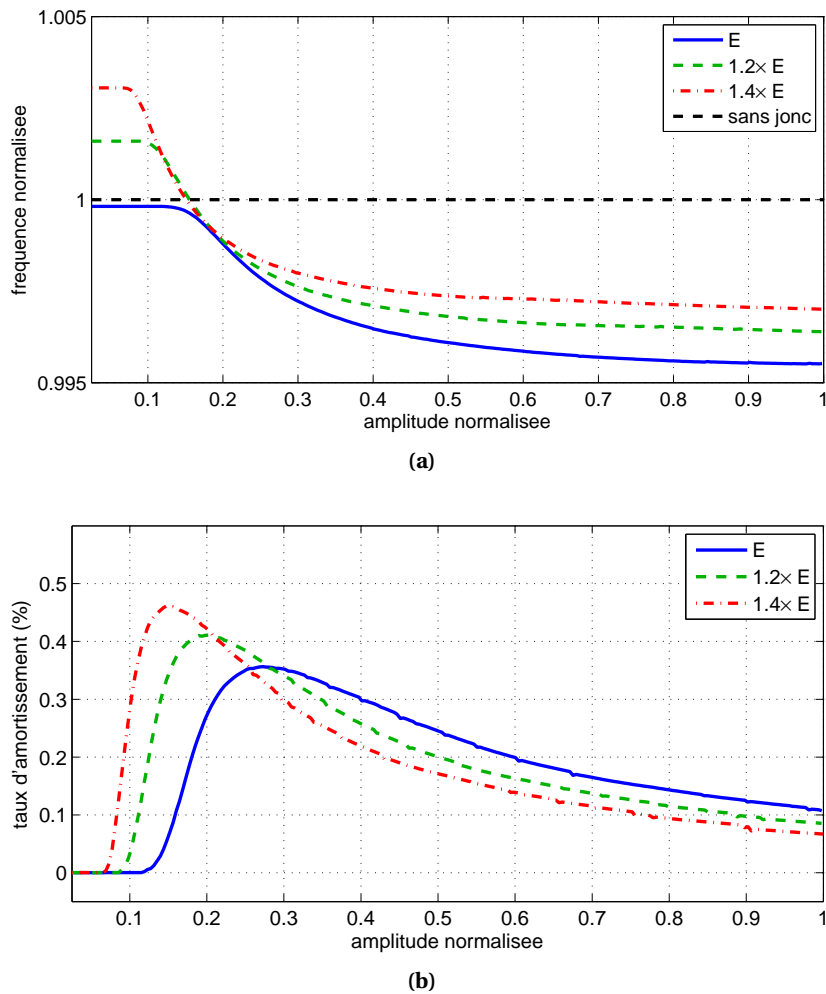 1.005
E
1.2× E
1.4× E
sans jonc
1
frequence normalisee
0.995
0.1 0.2 0.3 0.4 0.5 0.6 0.7 0.8 0.9 1
amplitude normalisee
(a)
E
1.2× E
1.4× E
0.5
0.4
0.3
0.2
0.1
0
taux d'amortissement (%)
0.1 0.2 0.3 0.4 0.5 0.6 0.7 0.8 0.9 1
amplitude normalisee
(b)